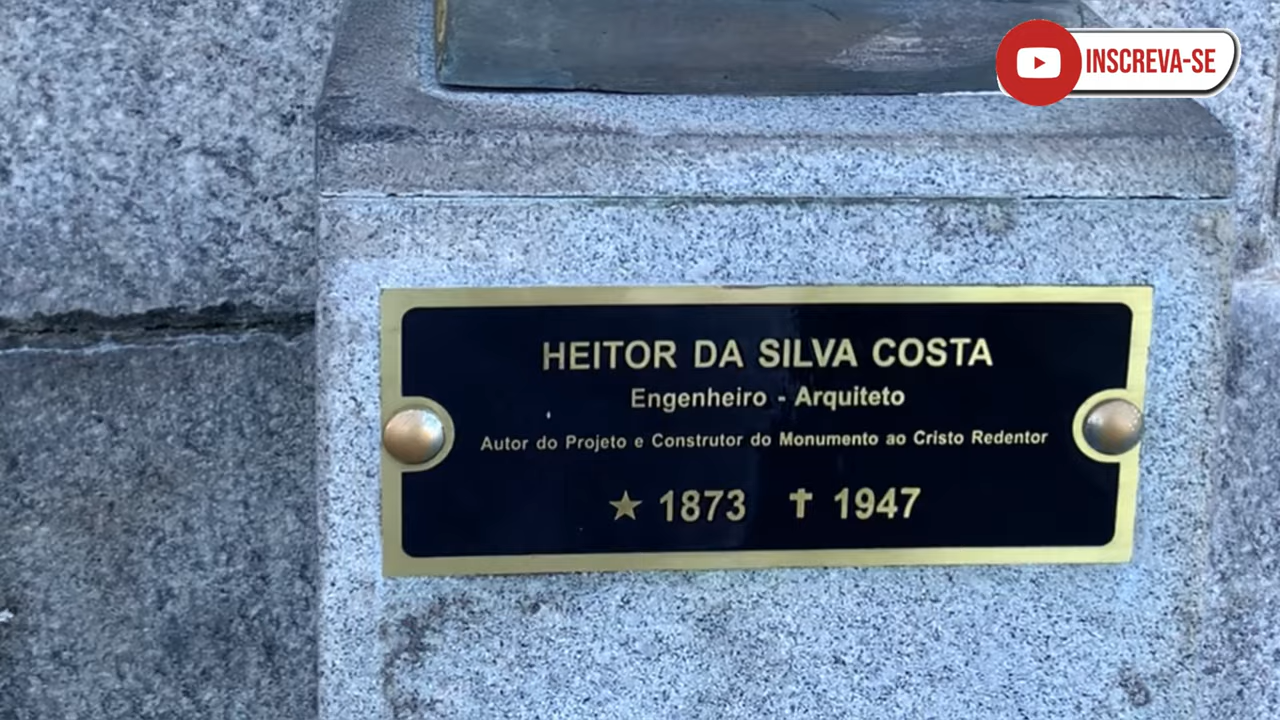 INSCREVA-SE
HEITOR DA SILVA COSTA
Engenheiro - Arquiteto
Autor do Projeto e Construtor do Monumento ao Cristo Redentor
★ 1873 ✝ 1947